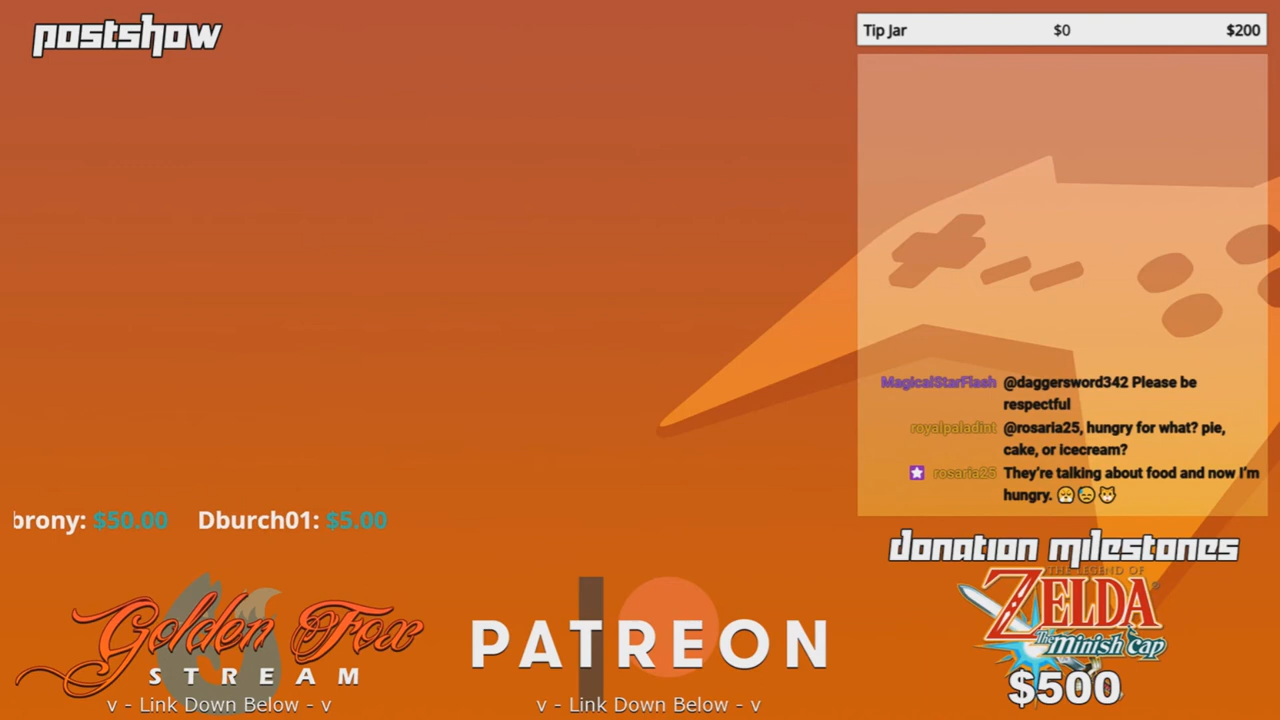 postshow
Tip Jar $0 $200
MagicalStarFlash @daggersword342 Please be
respectful
royalpaladint @rosaria25, hungry for what? pie,
cake, or icecream?
rosaria25 They're talking about food and now I'm
hungry. 😧😓🐱
brony: $50.00 Dburch01: $5.00
donation milestones
THE LEGEND OF
ZELDA
The Minish Cap
$500
Golden Fox
STREAM
v - Link Down Below - v
PATREON
v - Link Down Below - v